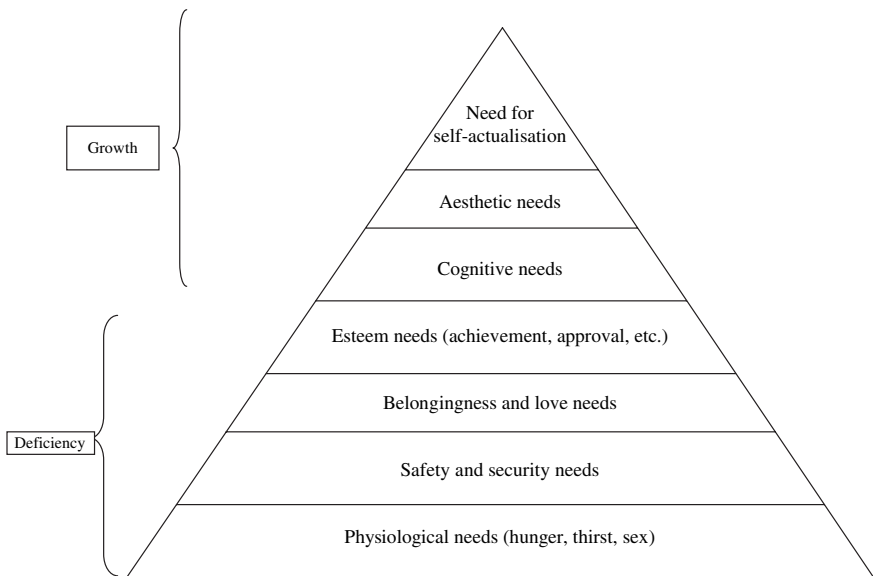 Need for
self-actualisation
Growth
Aesthetic needs
Cognitive needs
Esteem needs (achievement, approval, etc.)
Belongingness and love needs
Deficiency
Safety and security needs
Physiological needs (hunger, thirst, sex)